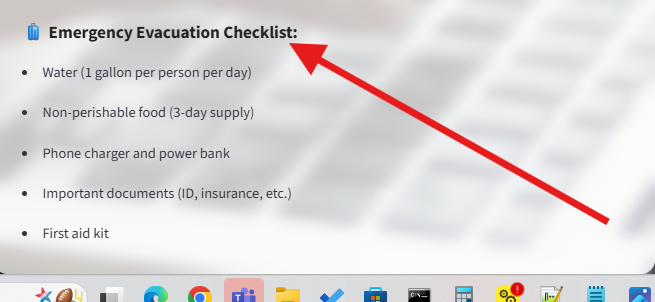 Emergency Evacuation Checklist:
Water (1 gallon per person per day)
Non-perishable food (3-day supply)
Phone charger and power bank
Important documents (ID, insurance, etc.)
First aid kit